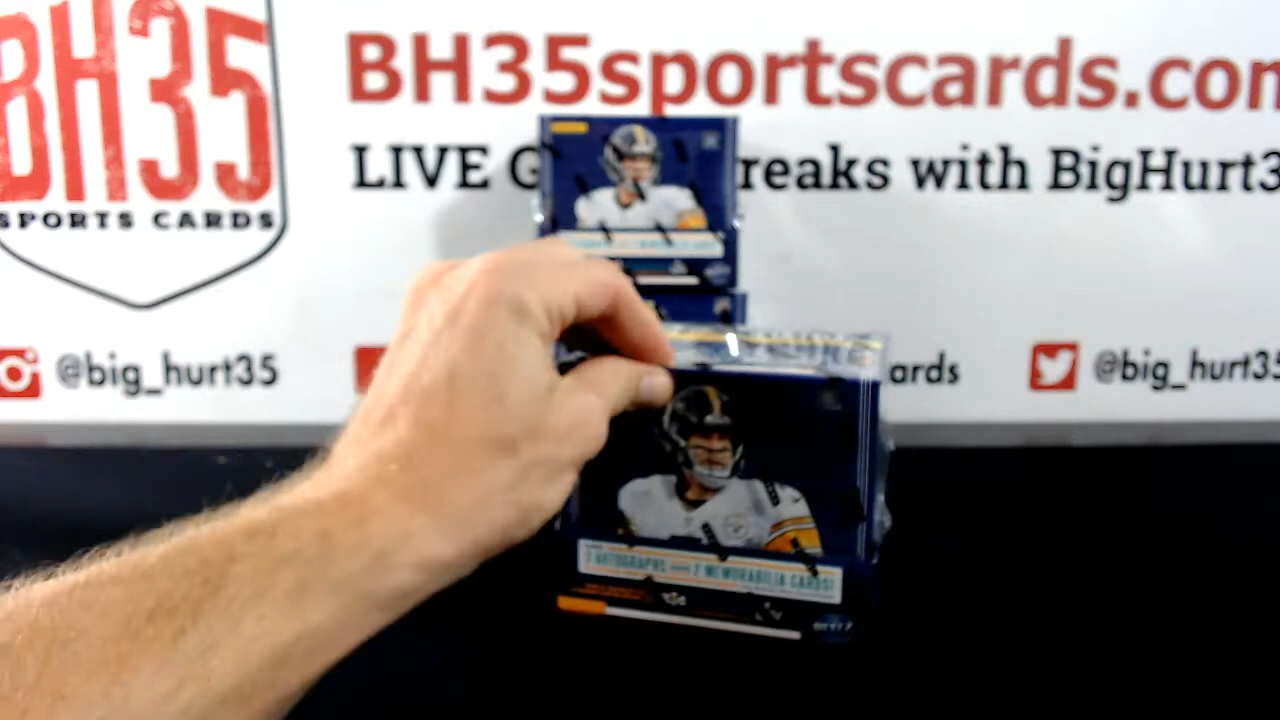 BH35
SPORTS CARDS
BH35sportscards.com
LIVE G reaks with BigHurt3
@big_hurt35
ards
@big_hurt35
AUTOGRAPHS 2 MEMORABILIA CARDS!